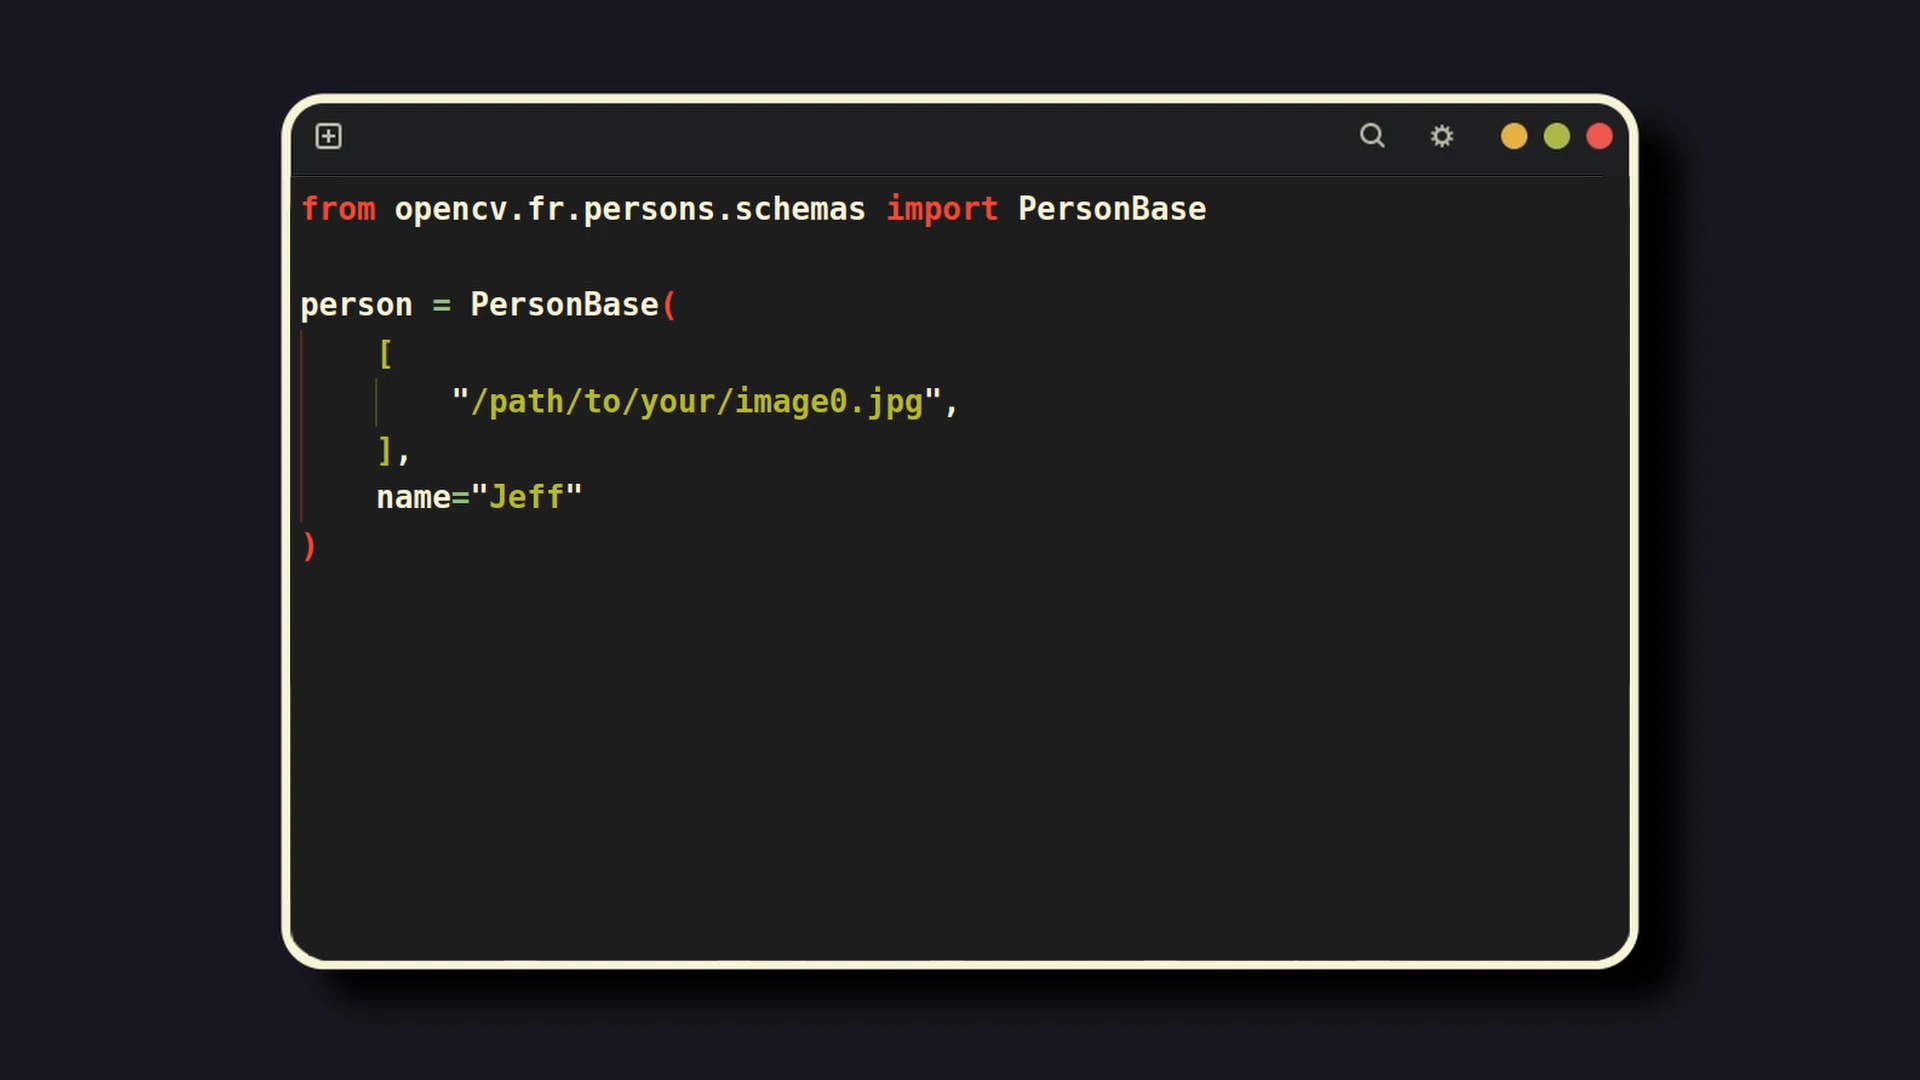 from opencv.fr.persons.schemas import PersonBase
person = PersonBase(
[
"/path/to/your/image0.jpg",
],
name="Jeff"
)